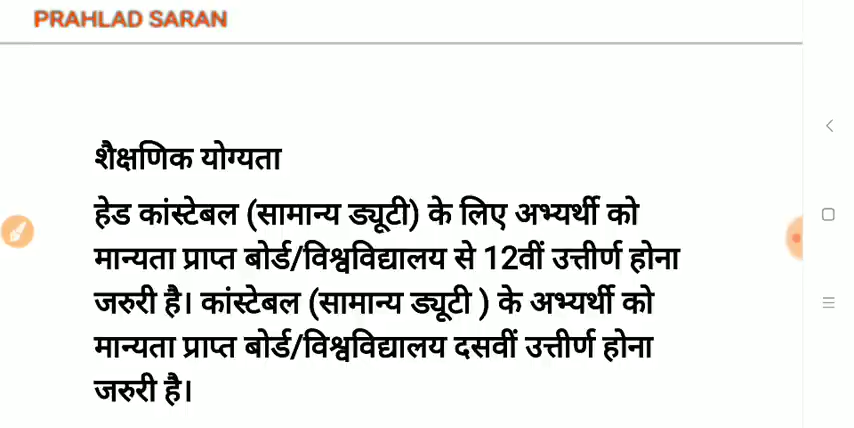 PRAHLAD SARAN
शैक्षणिक योग्यता
हेड कांस्टेबल (सामान्य ड्यूटी) के लिए अभ्यर्थी को
मान्यता प्राप्त बोर्ड/विश्वविद्यालय से 12वीं उत्तीर्ण होना
जरुरी है। कांस्टेबल (सामान्य ड्यूटी ) के अभ्यर्थी को
मान्यता प्राप्त बोर्ड/विश्वविद्यालय दसवीं उत्तीर्ण होना
जरुरी है।